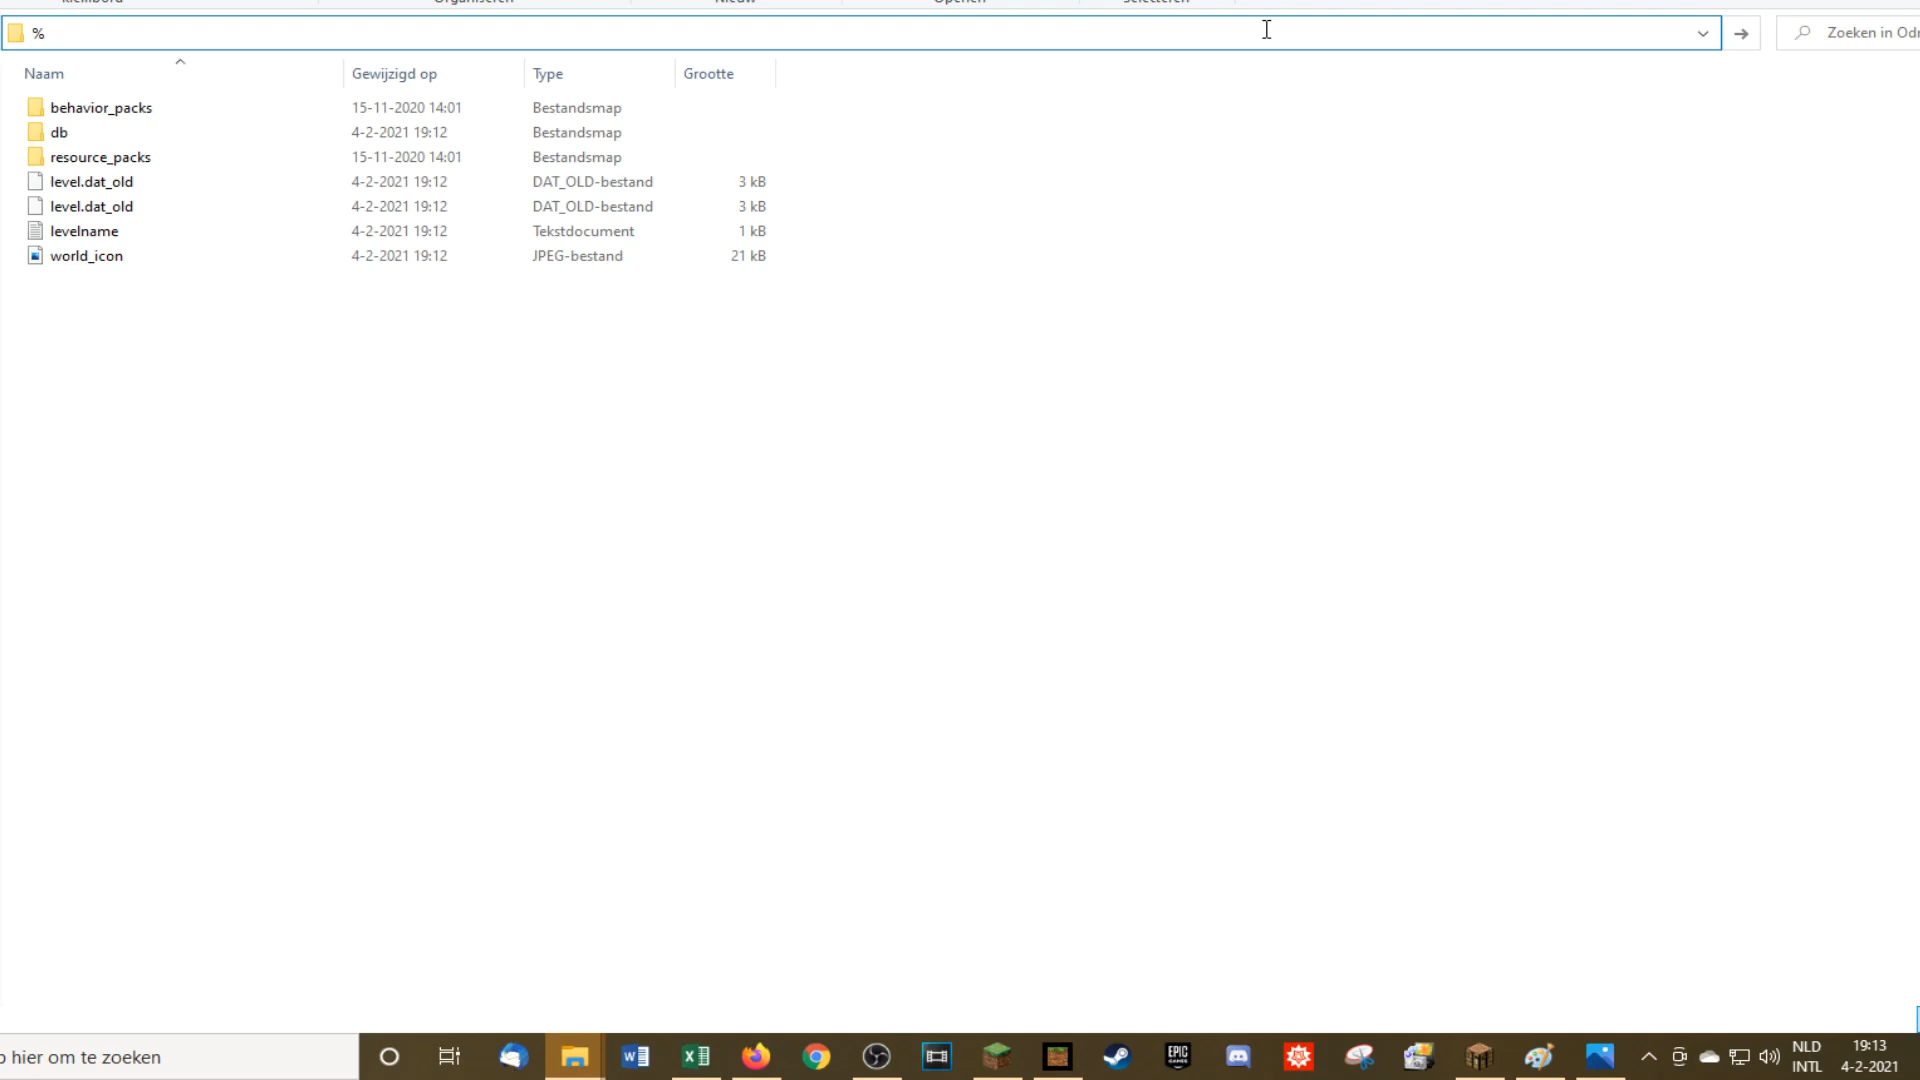 %
Zoeken in Odr
Naam Gewijzigd op Type Grootte
behavior_packs 15-11-2020 14:01 Bestandsmap
db 4-2-2021 19:12 Bestandsmap
resource_packs 15-11-2020 14:01 Bestandsmap
level.dat_old 4-2-2021 19:12 DAT_OLD-bestand 3 kB
level.dat_old 4-2-2021 19:12 DAT_OLD-bestand 3 kB
levelname 4-2-2021 19:12 Tekstdocument 1 kB
world_icon 4-2-2021 19:12 JPEG-bestand 21 kB
hier om te zoeken
EPIC
GAMES
NLD 19:13
INTL 4-2-2021